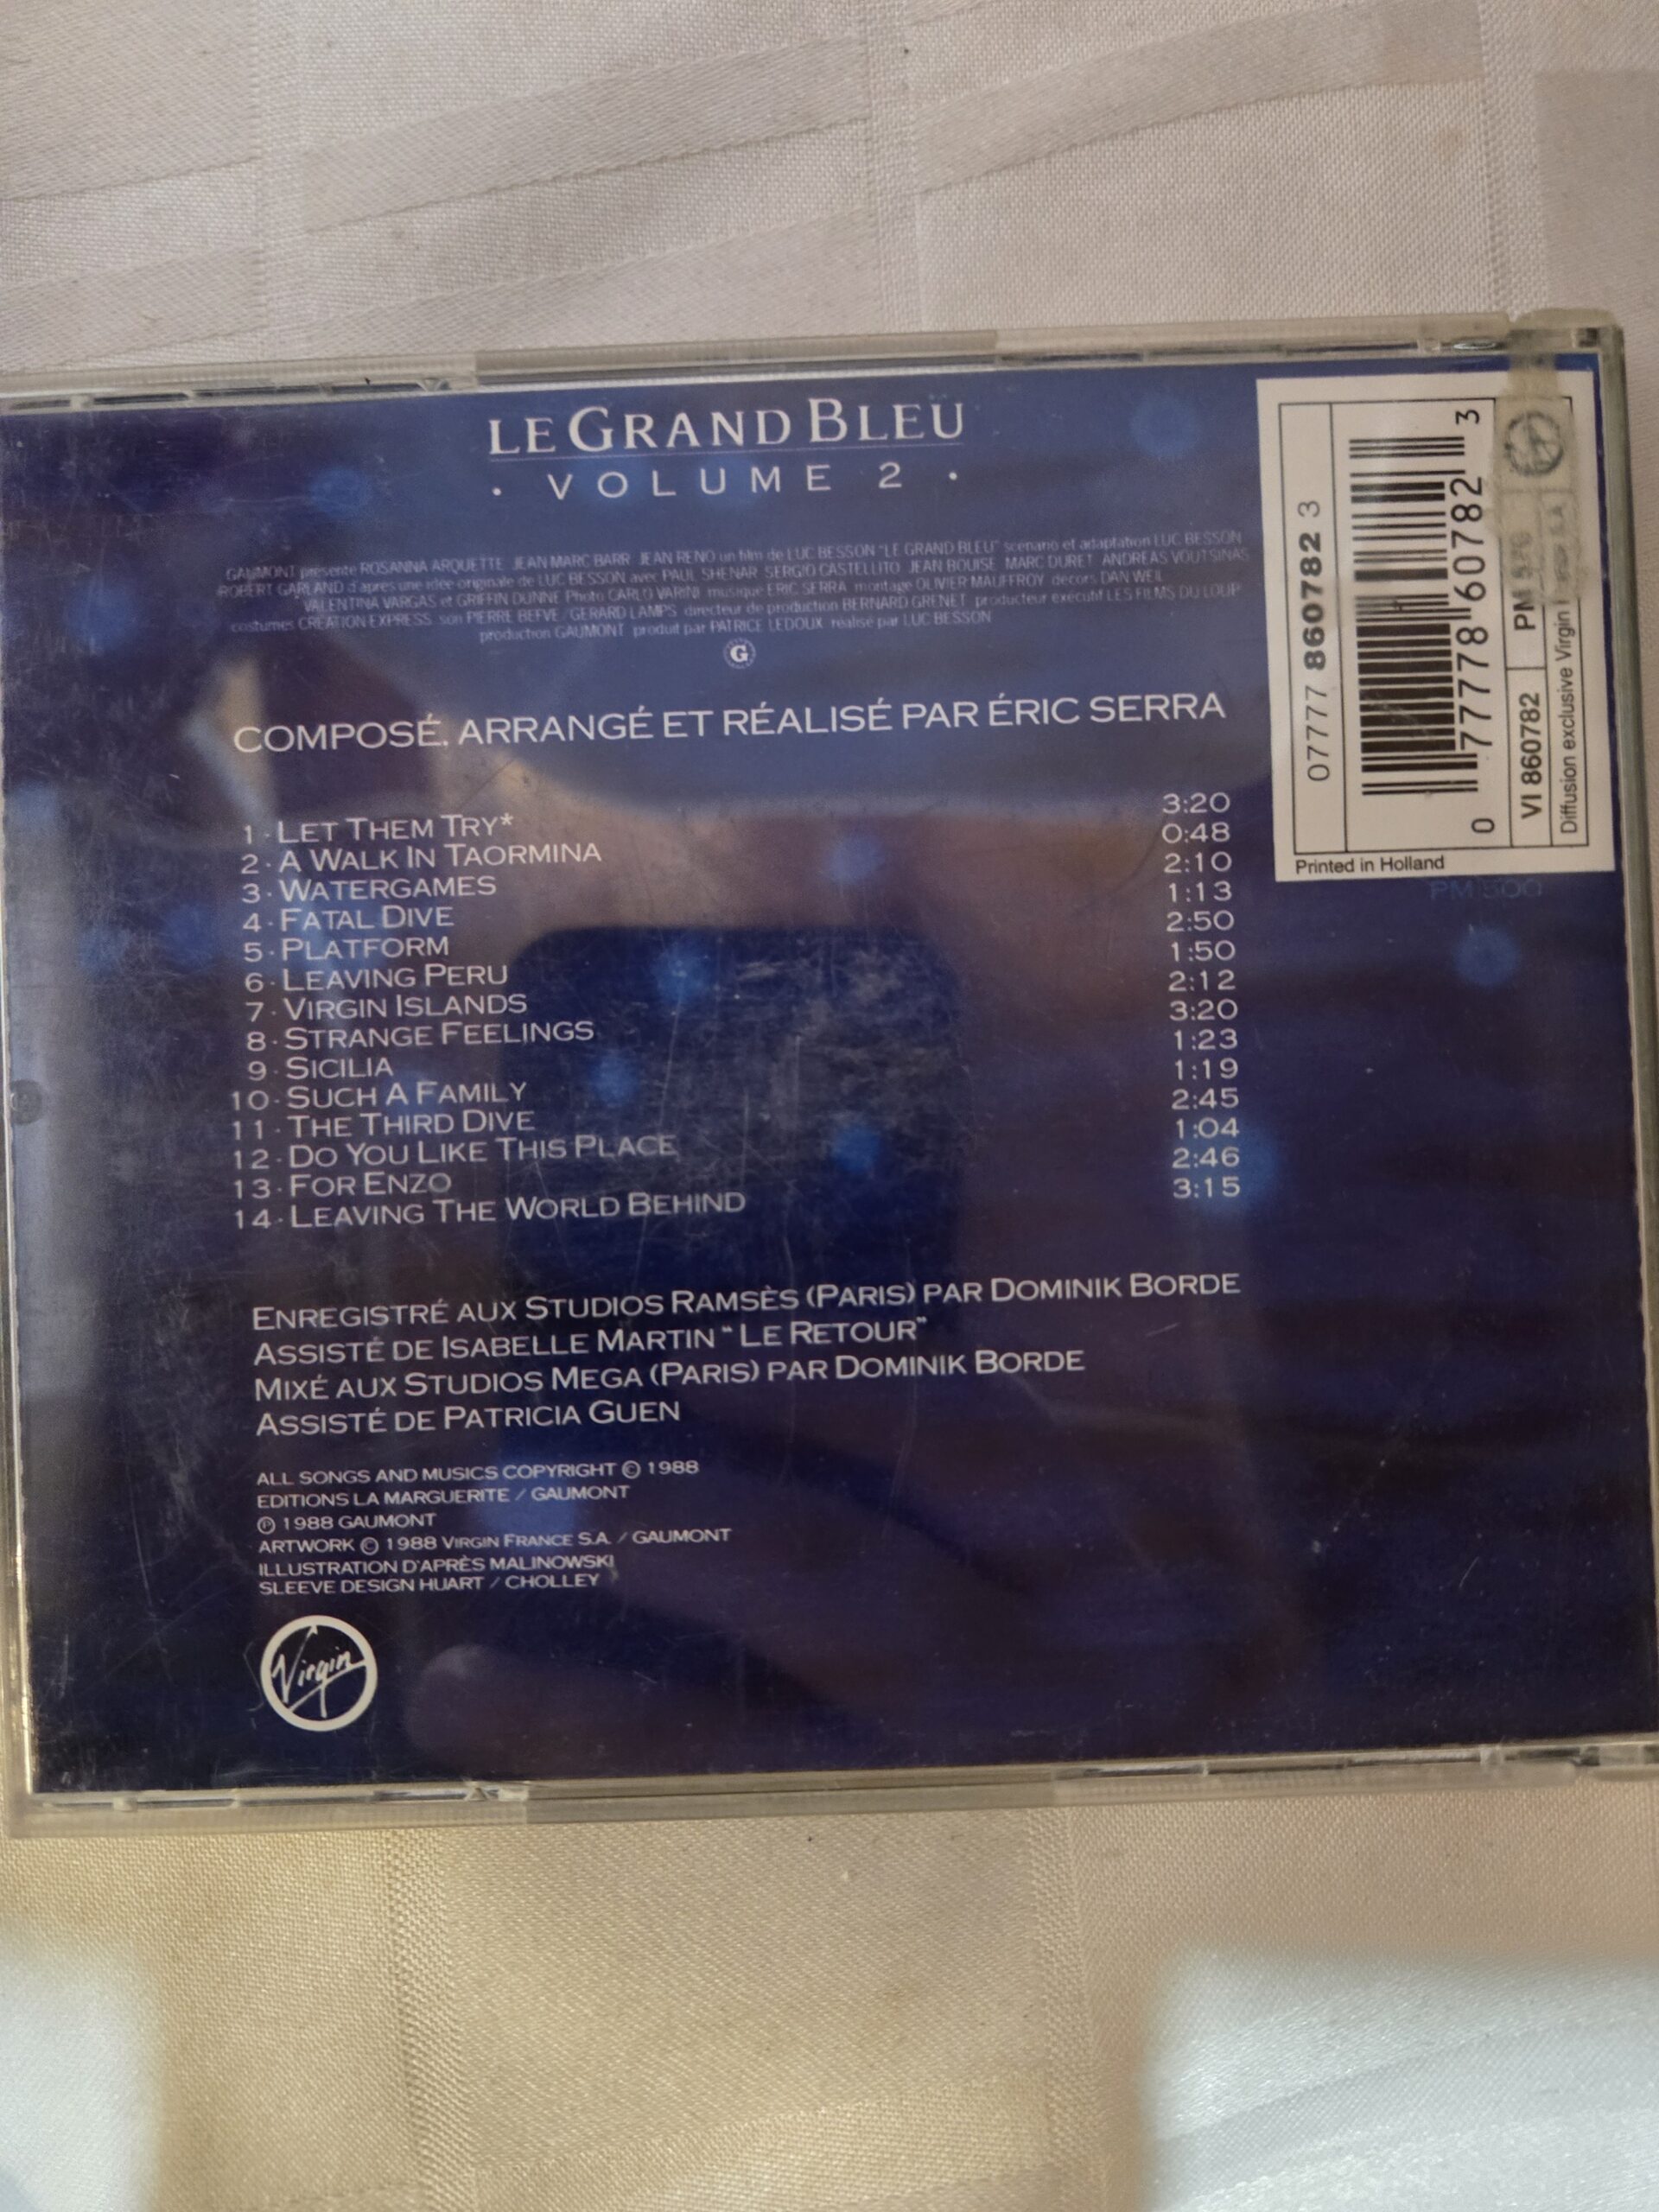 LE GRAND BLEU
· VOLUME 2 ·
GAUMONT présente ROSANNA ARQUETTE JEAN MARC BARR JEAN RENO un film de LUC BESSON "LE GRAND BLEU" scénario et adaptation LUC BESSON
ROBERT GARLAND d'après une idée originale de LUC BESSON avec PAUL SHENAR SERGIO CASTELLITO JEAN BOUISE MARC DURET ANDREAS VOUTSINAS
VALENTINA VARGAS et GRIFFIN DUNNE Photo CARLO VARINI musique ERIC SERRA montage OLIVIER MAUFFROY décors DAN WEIL
costumes CREATION EXPRESS son PIERRE BEFVE / GERARD LAMPS directeur de production BERNARD GRENET producteur exécutif LES FILMS DU LOUP
production GAUMONT produit par PATRICE LEDOUX réalisé par LUC BESSON
G
COMPOSÉ, ARRANGÉ ET RÉALISÉ PAR ÉRIC SERRA
1 · LET THEM TRY* 3:20
2 · A WALK IN TAORMINA 0:48
3 · WATERGAMES 2:10
4 · FATAL DIVE 1:13
5 · PLATFORM 2:50
6 · LEAVING PERU 1:50
7 · VIRGIN ISLANDS 2:12
8 · STRANGE FEELINGS 3:20
9 · SICILIA 1:23
10 · SUCH A FAMILY 1:19
11 · THE THIRD DIVE 2:45
12 · DO YOU LIKE THIS PLACE 1:04
13 · FOR ENZO 2:46
14 · LEAVING THE WORLD BEHIND 3:15
ENREGISTRÉ AUX STUDIOS RAMSÈS (PARIS) PAR DOMINIK BORDE
ASSISTÉ DE ISABELLE MARTIN "LE RETOUR"
MIXÉ AUX STUDIOS MEGA (PARIS) PAR DOMINIK BORDE
ASSISTÉ DE PATRICIA GUEN
ALL SONGS AND MUSICS COPYRIGHT © 1988
EDITIONS LA MARGUERITE / GAUMONT
℗ 1988 GAUMONT
ARTWORK © 1988 VIRGIN FRANCE S.A. / GAUMONT
ILLUSTRATION D'APRÈS MALINOWSKI
SLEEVE DESIGN HUART / CHOLLEY
Virgin
07777 860782 3
0 77778 60782 3
VI 860782 PM
Diffusion exclusive Virgin
Printed in Holland
PM 500